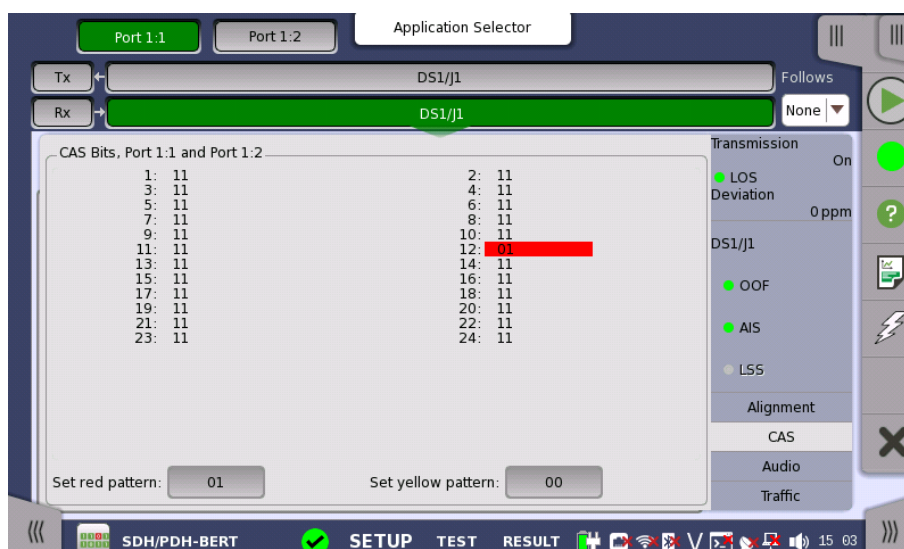 Port 1:1
Port 1:2
Application Selector
Tx
DS1/J1
Follows
Rx
DS1/J1
None
CAS Bits, Port 1:1 and Port 1:2
1: 11 2: 11
3: 11 4: 11
5: 11 6: 11
7: 11 8: 11
9: 11 10: 11
11: 11 12: 01
13: 11 14: 11
15: 11 16: 11
17: 11 18: 11
19: 11 20: 11
21: 11 22: 11
23: 11 24: 11
Set red pattern: 01 Set yellow pattern: 00
Transmission
On
LOS
Deviation
0 ppm
DS1/J1
OOF
AIS
LSS
Alignment
CAS
Audio
Traffic
SDH/PDH-BERT SETUP TEST RESULT V 15 03